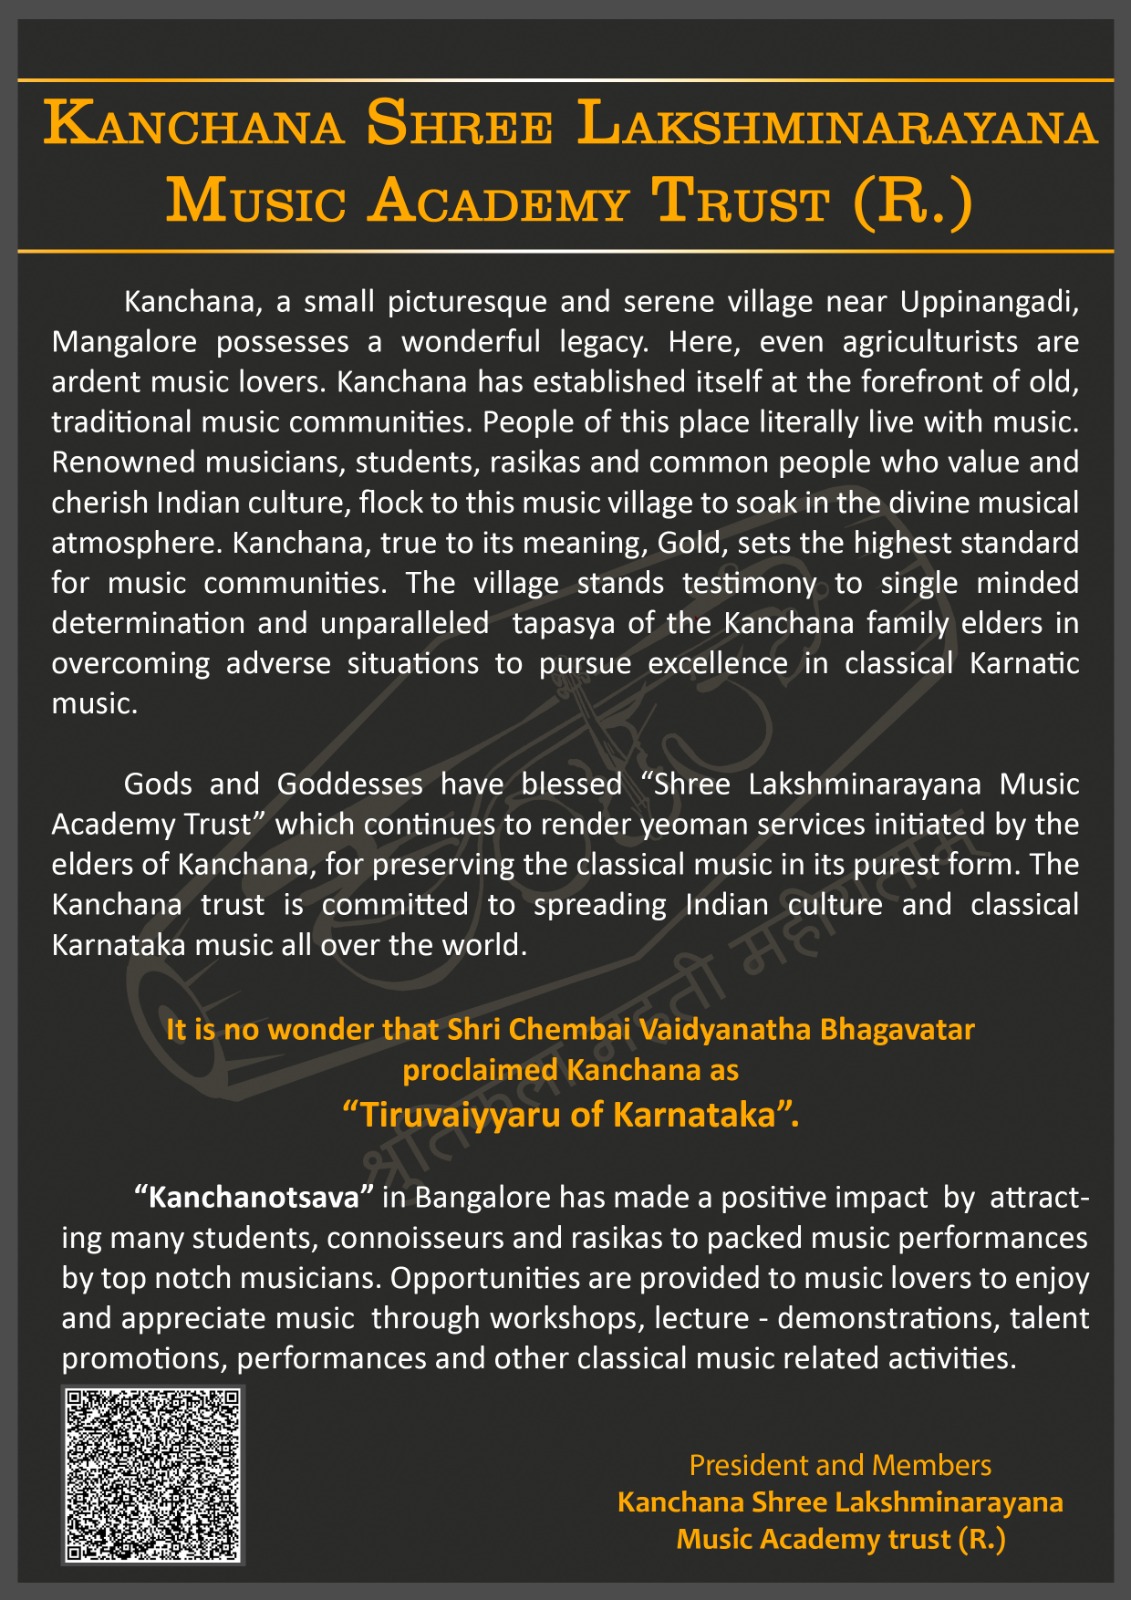 KANCHANA SHREE LAKSHMINARAYANA
MUSIC ACADEMY TRUST (R.)
Kanchana, a small picturesque and serene village near Uppinangadi,
Mangalore possesses a wonderful legacy. Here, even agriculturists are
ardent music lovers. Kanchana has established itself at the forefront of old,
traditional music communities. People of this place literally live with music.
Renowned musicians, students, rasikas and common people who value and
cherish Indian culture, flock to this music village to soak in the divine musical
atmosphere. Kanchana, true to its meaning, Gold, sets the highest standard
for music communities. The village stands testimony to single minded
determination and unparalleled tapasya of the Kanchana family elders in
overcoming adverse situations to pursue excellence in classical Karnatic
music.
Gods and Goddesses have blessed “Shree Lakshminarayana Music
Academy Trust” which continues to render yeoman services initiated by the
elders of Kanchana, for preserving the classical music in its purest form. The
Kanchana trust is committed to spreading Indian culture and classical
Karnataka music all over the world.
It is no wonder that Shri Chembai Vaidyanatha Bhagavatar
proclaimed Kanchana as
“Tiruvaiyyaru of Karnataka”.
“Kanchanotsava” in Bangalore has made a positive impact by attract-
ing many students, connoisseurs and rasikas to packed music performances
by top notch musicians. Opportunities are provided to music lovers to enjoy
and appreciate music through workshops, lecture - demonstrations, talent
promotions, performances and other classical music related activities.
President and Members
Kanchana Shree Lakshminarayana
Music Academy trust (R.)